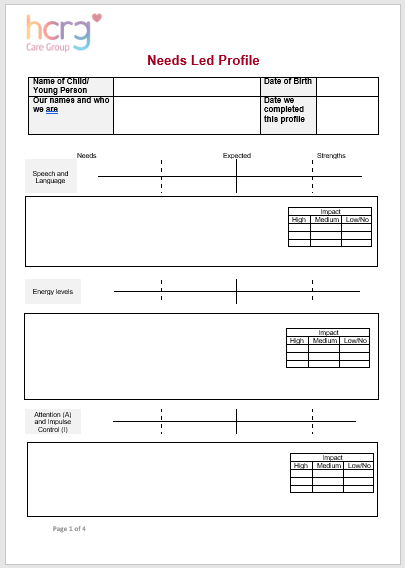 hcrg
Care Group
Needs Led Profile
Name of Child/ Date of Birth
Young Person
Our names and who Date we
we are completed
this profile
Needs Expected Strengths
Speech and
Language
Impact
High Medium Low/No
Energy levels
Impact
High Medium Low/No
Attention (A)
and Impulse
Control (I)
Impact
High Medium Low/No
Page 1 of 4